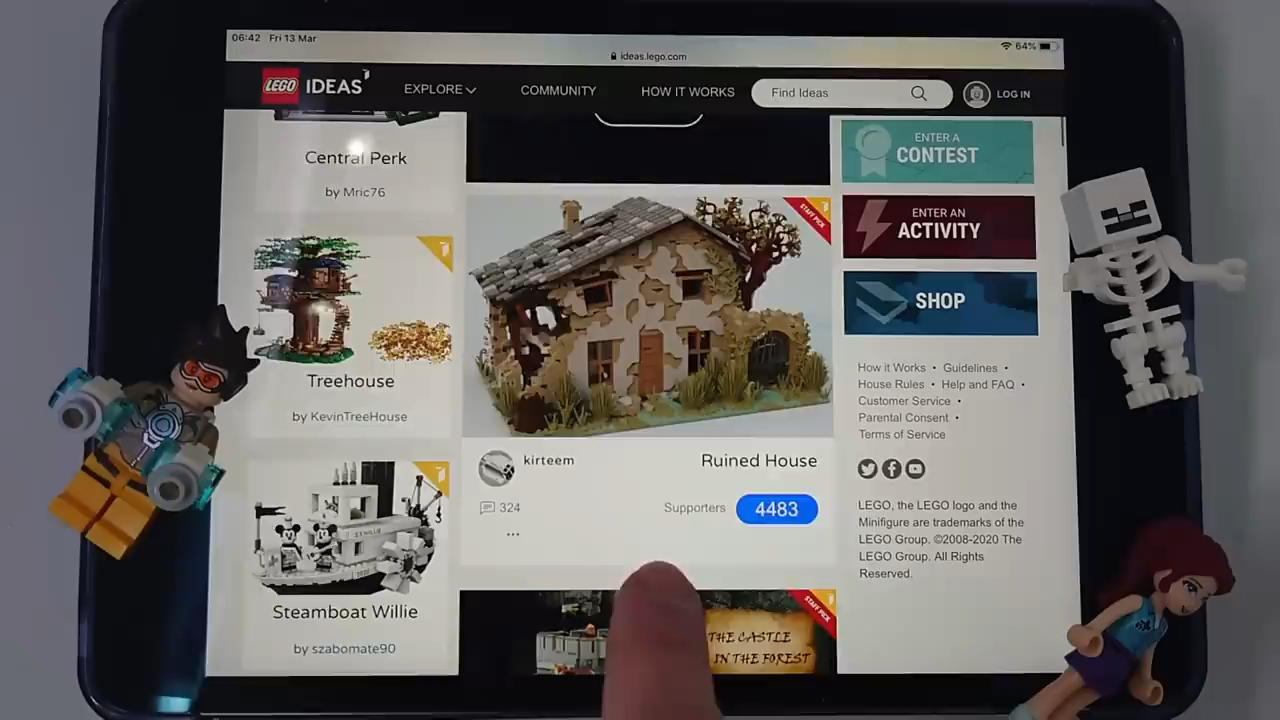 06:42 Fri 13 Mar
ideas.lego.com
64%
LEGO IDEAS
EXPLORE
COMMUNITY
HOW IT WORKS
Find Ideas
LOG IN
Central Perk
by Mric76
Treehouse
by KevinTreeHouse
Steamboat Willie
by szabomate90
STAFF PICK
kirteem
Ruined House
324
Supporters
4483
...
STAFF PICK
THE CASTLE
IN THE FOREST
ENTER A
CONTEST
ENTER AN
ACTIVITY
SHOP
How it Works • Guidelines •
House Rules • Help and FAQ •
Customer Service •
Parental Consent •
Terms of Service
LEGO, the LEGO logo and the
Minifigure are trademarks of the
LEGO Group. ©2008-2020 The
LEGO Group. All Rights
Reserved.